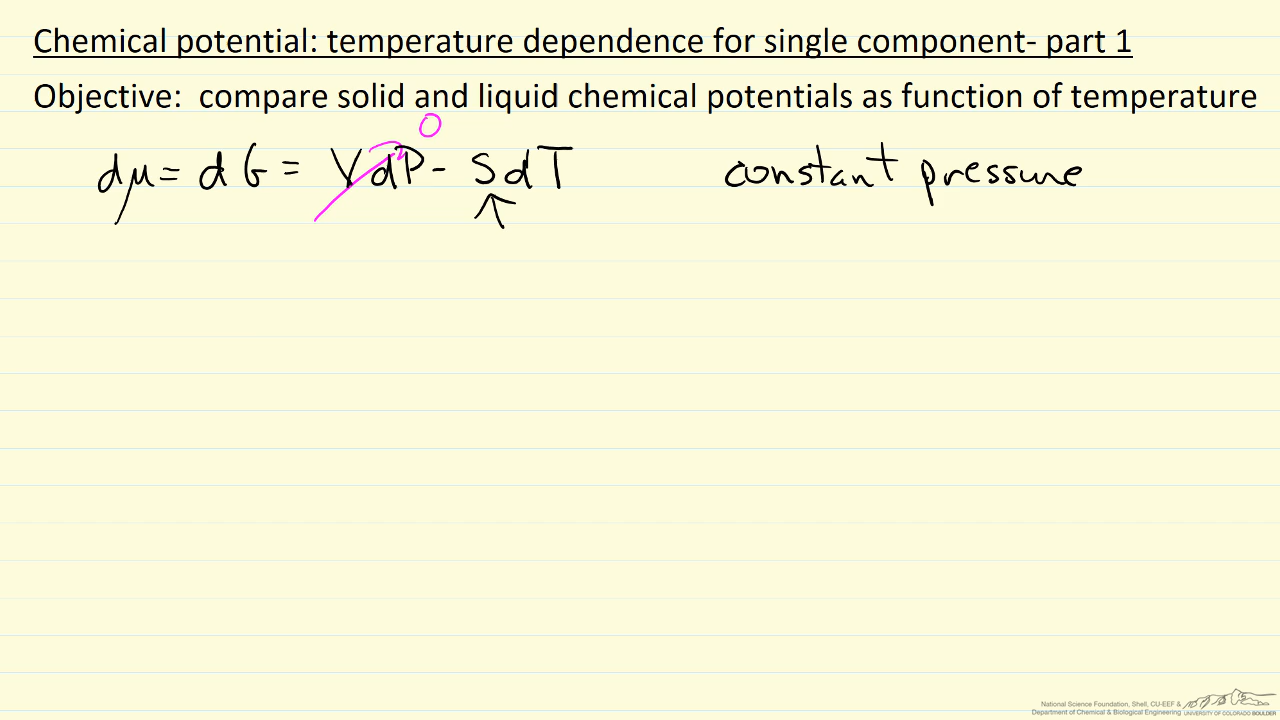 Chemical potential: temperature dependence for single component- part 1
Objective: compare solid and liquid chemical potentials as function of temperature
0
dμ = dG = VdP - SdT constant pressure
National Science Foundation, Shell, CU-EEF &
Department of Chemical & Biological Engineering UNIVERSITY OF COLORADO BOULDER